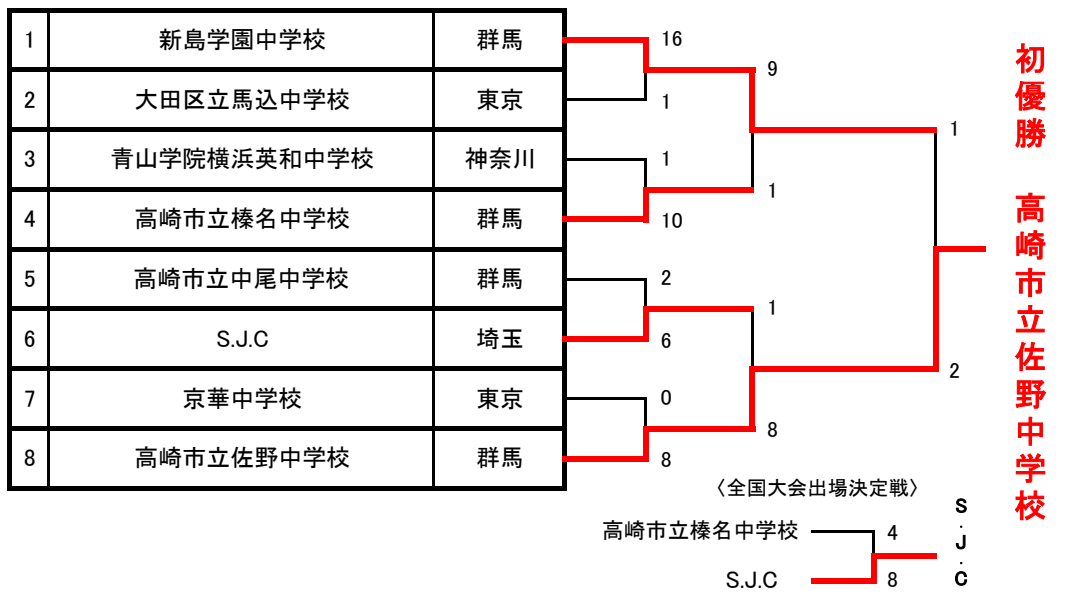 1 新島学園中学校 群馬 16
9
2 大田区立馬込中学校 東京 1
1
3 青山学院横浜英和中学校 神奈川 1
1
4 高崎市立榛名中学校 群馬 10
5 高崎市立中尾中学校 群馬 2
1
6 S.J.C 埼玉 6
2
7 京華中学校 東京 0
8
8 高崎市立佐野中学校 群馬 8
初優勝 高崎市立佐野中学校
〈全国大会出場決定戦〉
高崎市立榛名中学校 4
S.J.C 8
S.J.C